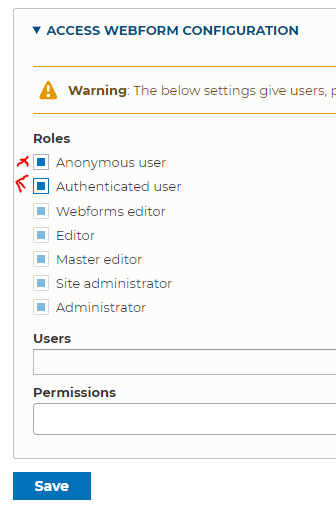 ACCESS WEBFORM CONFIGURATION
Warning: The below settings give users,
Roles
Anonymous user
Authenticated user
Webforms editor
Editor
Master editor
Site administrator
Administrator
Users
Permissions
Save